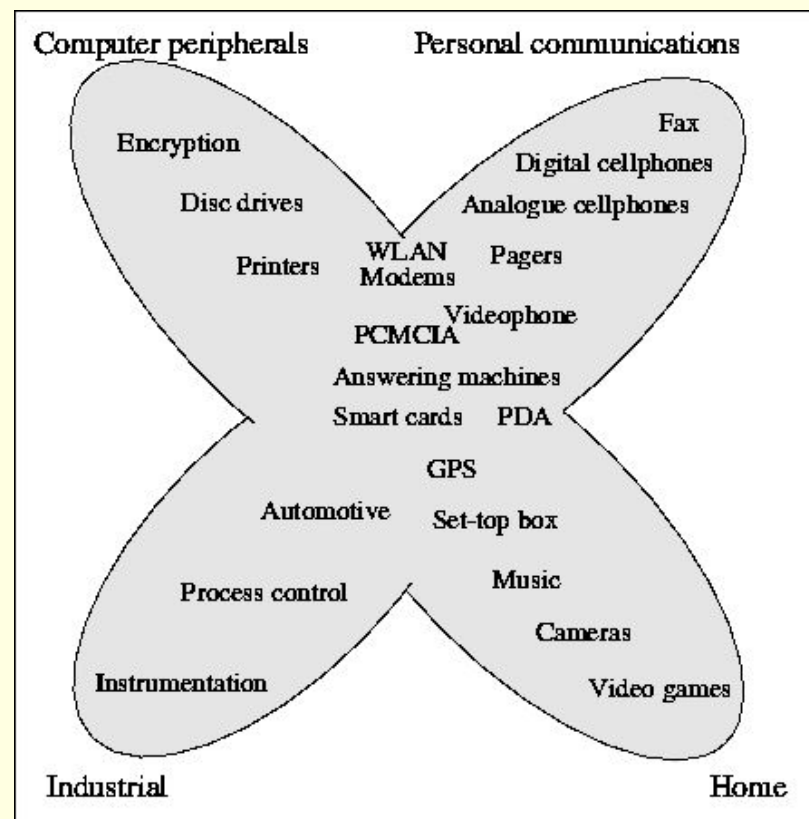 Computer peripherals
Personal communications
Fax
Encryption
Digital cellphones
Disc drives
Analogue cellphones
WLAN
Modems
Pagers
Printers
Videophone
PCMCIA
Answering machines
Smart cards
PDA
GPS
Automotive
Set-top box
Music
Process control
Cameras
Instrumentation
Video games
Industrial
Home